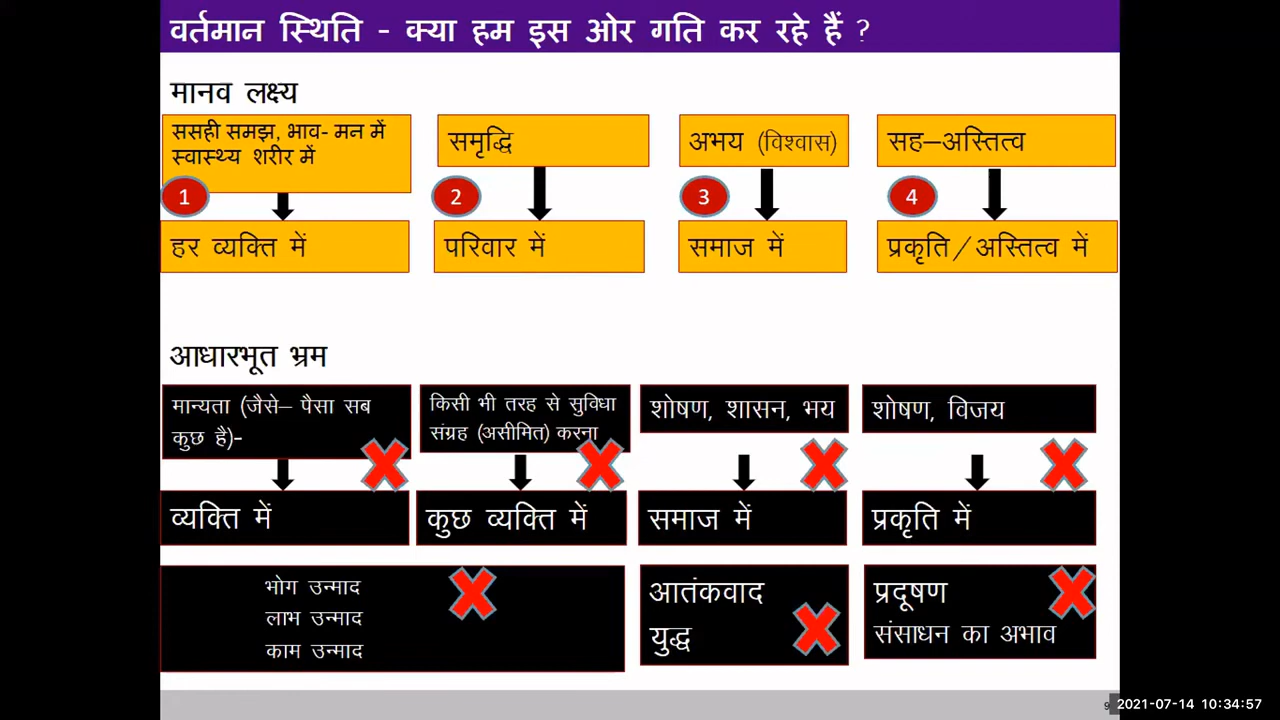 वर्तमान स्थिति - क्या हम इस ओर गति कर रहे हैं ?
मानव लक्ष्य
ससही समझ, भाव- मन में
स्वास्थ्य शरीर में
समृद्धि
अभय (विश्वास)
सह–अस्तित्व
1
2
3
4
हर व्यक्ति में
परिवार में
समाज में
प्रकृति/अस्तित्व में
आधारभूत भ्रम
मान्यता (जैसे– पैसा सब
कुछ है)-
किसी भी तरह से सुविधा
संग्रह (असीमित) करना
शोषण, शासन, भय
शोषण, विजय
व्यक्ति में
कुछ व्यक्ति में
समाज में
प्रकृति में
भोग उन्माद
लाभ उन्माद
काम उन्माद
आतंकवाद
युद्ध
प्रदूषण
संसाधन का अभाव
9
2021-07-14 10:34:57